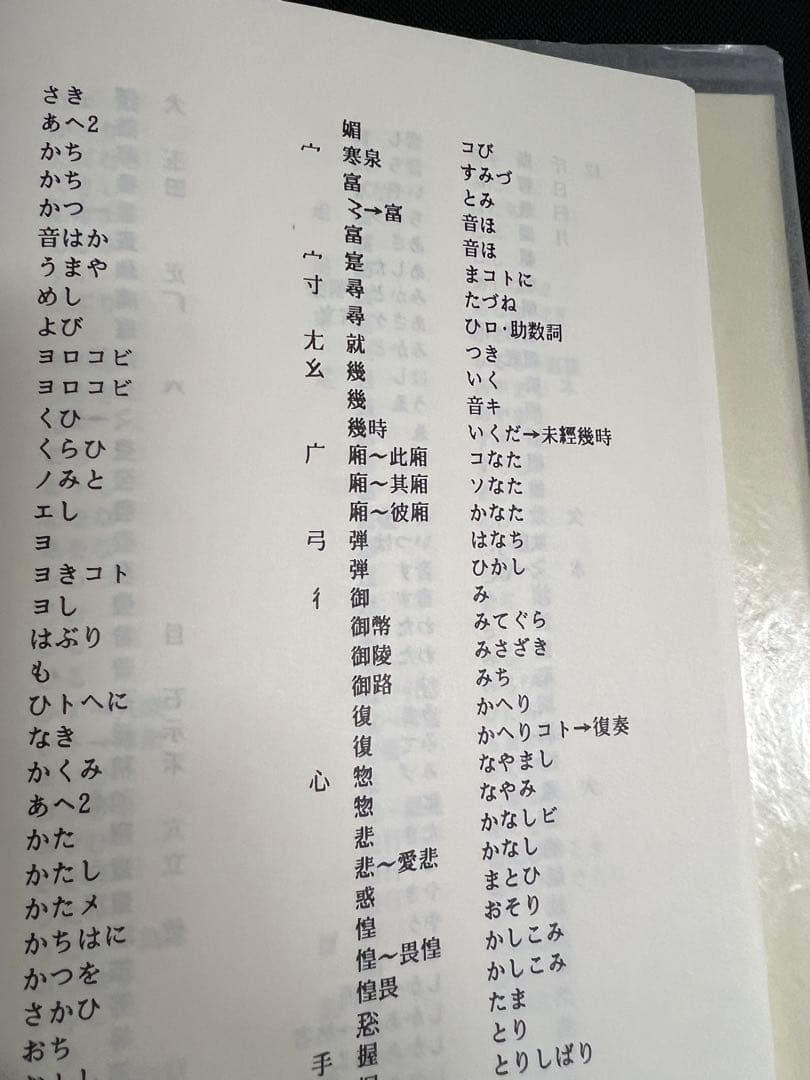 さき
あへ2
かち
かち
かつ
音はか
うまや
めし
よび
ヨロコビ
ヨロコビ
くひ
くらひ
ノみと
エし
ヨ
ヨきコト
ヨし
はぶり
も
ひトへに
なき
かくみ
あへ2
かた
かたし
かたメ
かちはに
かつを
さかひ
おち
媚 コび
宀 寒泉 すみづ
富 とみ
→富 音ほ
富 音ほ
宀 寔 まコトに
寸 尋 たづね
尋 ひロ・助数詞
尢 就 つき
幺 幾 いく
幾 音キ
幾時 いくだ→未經幾時
广 廂～此廂 コなた
廂～其廂 ソなた
廂～彼廂 かなた
弓 弾 はなち
弾 ひかし
彳 御 み
御幣 みてぐら
御陵 みさざき
御路 みち
復 かへり
復 かへりコト→復奏
心 惣 なやまし
惣 なやみ
悲 かなしビ
悲～愛悲 かなし
惑 まとひ
惶 おそり
惶～畏惶 かしこみ
惶畏 かしこみ
たま
手 握 とり
とりしばり